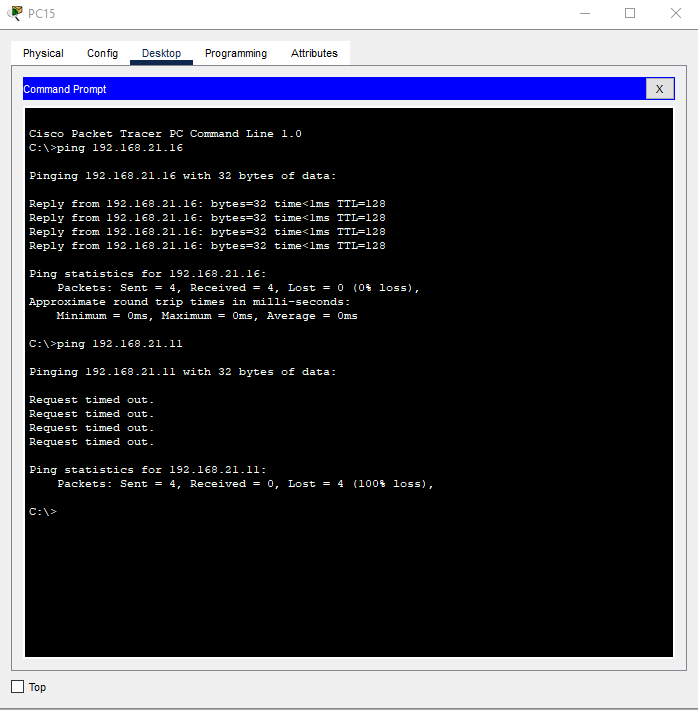 PC15
Physical Config Desktop Programming Attributes
Command Prompt X
Cisco Packet Tracer PC Command Line 1.0
C:\>ping 192.168.21.16
Pinging 192.168.21.16 with 32 bytes of data:
Reply from 192.168.21.16: bytes=32 time<1ms TTL=128
Reply from 192.168.21.16: bytes=32 time<1ms TTL=128
Reply from 192.168.21.16: bytes=32 time<1ms TTL=128
Reply from 192.168.21.16: bytes=32 time<1ms TTL=128
Ping statistics for 192.168.21.16:
Packets: Sent = 4, Received = 4, Lost = 0 (0% loss),
Approximate round trip times in milli-seconds:
Minimum = 0ms, Maximum = 0ms, Average = 0ms
C:\>ping 192.168.21.11
Pinging 192.168.21.11 with 32 bytes of data:
Request timed out.
Request timed out.
Request timed out.
Request timed out.
Ping statistics for 192.168.21.11:
Packets: Sent = 4, Received = 0, Lost = 4 (100% loss),
C:\>
Top